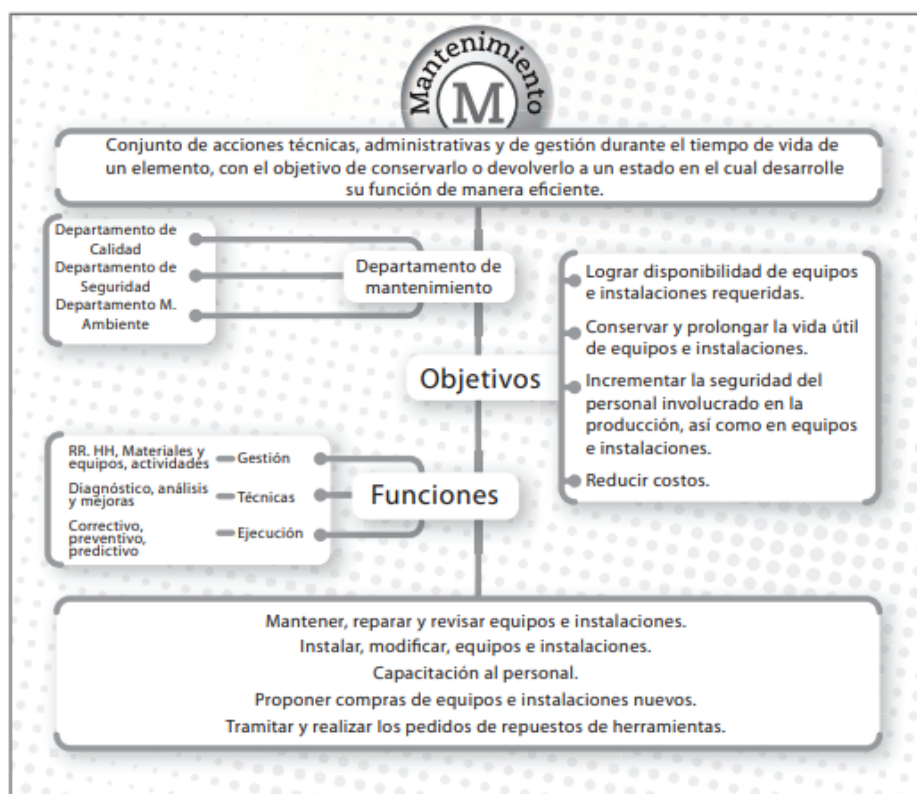 Mantenimiento
M
Conjunto de acciones técnicas, administrativas y de gestión durante el tiempo de vida de
un elemento, con el objetivo de conservarlo o devolverlo a un estado en el cual desarrolle
su función de manera eficiente.
Departamento de
Calidad
Departamento de
Seguridad
Departamento M.
Ambiente
Departamento de
mantenimiento
Objetivos
Lograr disponibilidad de equipos
e instalaciones requeridas.
Conservar y prolongar la vida útil
de equipos e instalaciones.
Incrementar la seguridad del
personal involucrado en la
producción, así como en equipos
e instalaciones.
Reducir costos.
RR. HH, Materiales y
equipos, actividades
Gestión
Diagnóstico, análisis
y mejoras
Técnicas
Correctivo,
preventivo,
predictivo
Ejecución
Funciones
Mantener, reparar y revisar equipos e instalaciones.
Instalar, modificar, equipos e instalaciones.
Capacitación al personal.
Proponer compras de equipos e instalaciones nuevos.
Tramitar y realizar los pedidos de repuestos de herramientas.